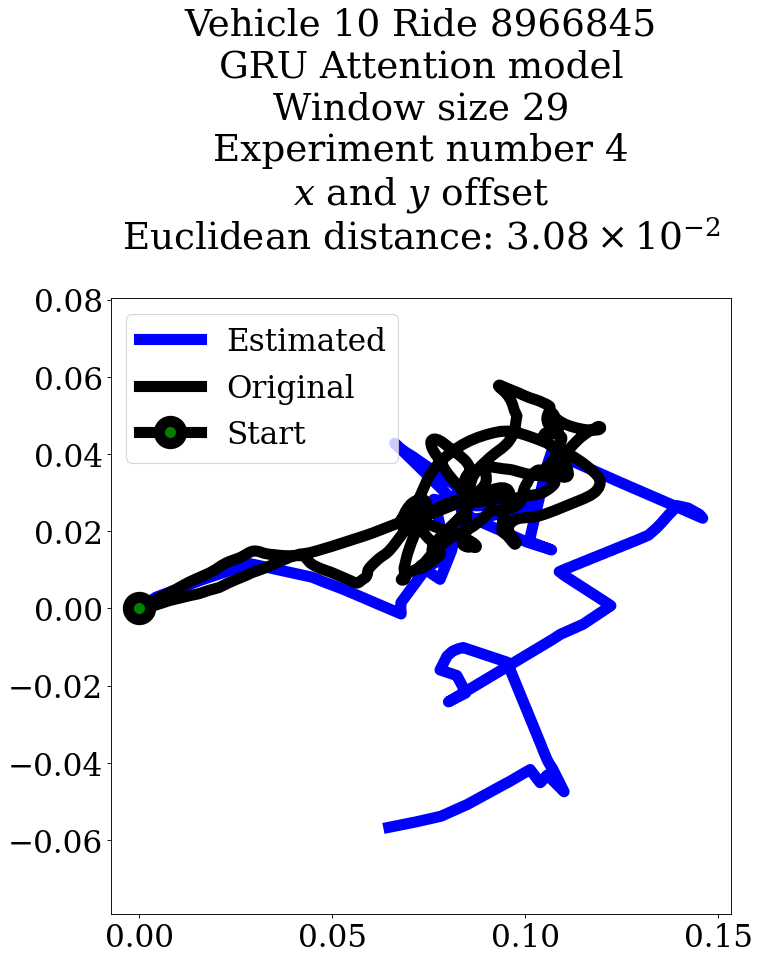 Vehicle 10 Ride 8966845
GRU Attention model
Window size 29
Experiment number 4
x and y offset
Euclidean distance: 3.08 × 10⁻²
0.08
0.06
0.04
0.02
0.00
−0.02
−0.04
−0.06
Estimated
Original
Start
0.00 0.05 0.10 0.15